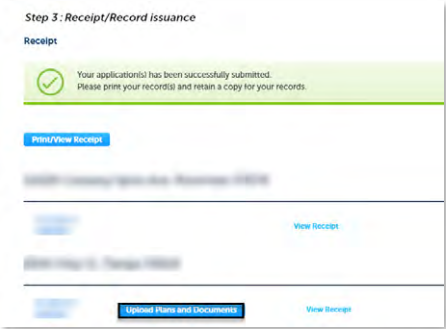 Step 3 : Receipt/Record issuance
Receipt
Your application(s) has been successfully submitted.
Please print your record(s) and retain a copy for your records.
Print/View Receipt
View Receipt
Upload Plans and Documents
View Receipt